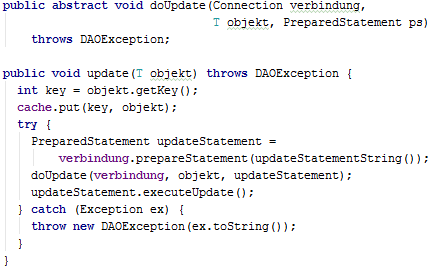 public abstract void doUpdate(Connection verbindung,
T objekt, PreparedStatement ps)
throws DAOException;
public void update(T objekt) throws DAOException {
int key = objekt.getKey();
cache.put(key, objekt);
try {
PreparedStatement updateStatement =
verbindung.prepareStatement(updateStatementString());
doUpdate(verbindung, objekt, updateStatement);
updateStatement.executeUpdate();
} catch (Exception ex) {
throw new DAOException(ex.toString());
}
}